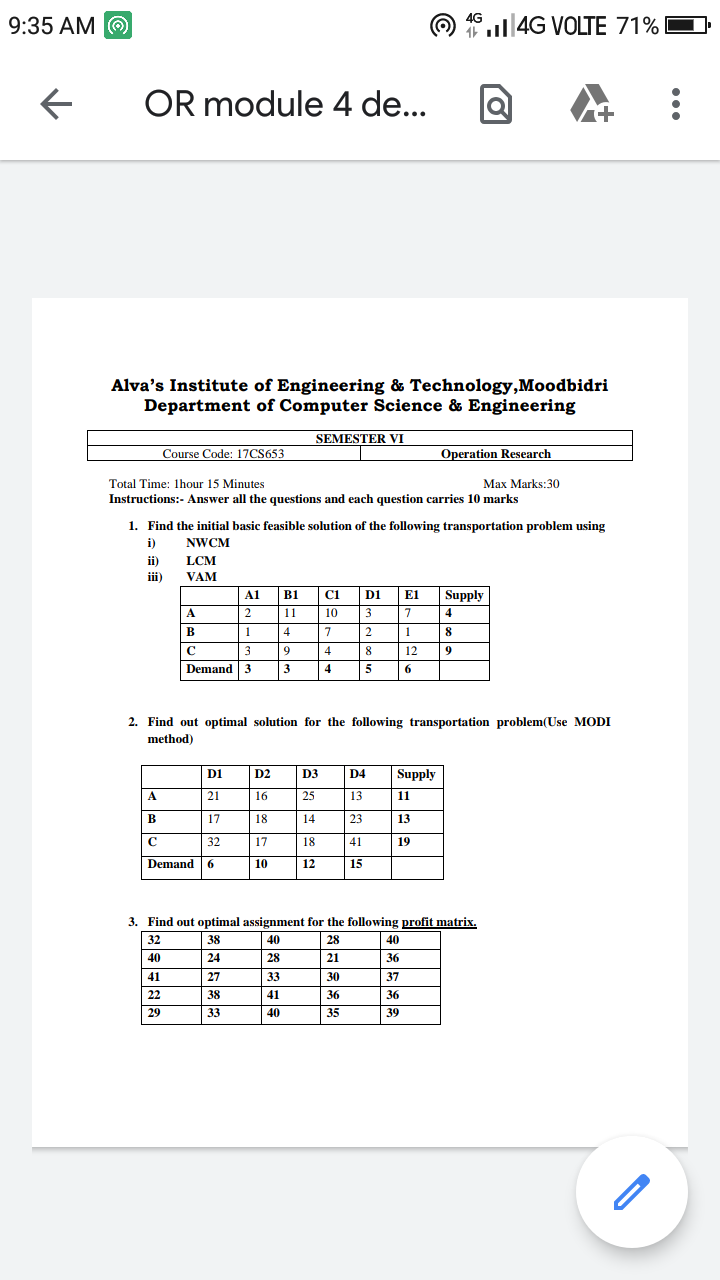 9:35 AM 4G 4G VOLTE 71%
OR module 4 de...
Alva's Institute of Engineering & Technology,Moodbidri
Department of Computer Science & Engineering
SEMESTER VI
Course Code: 17CS653 Operation Research
Total Time: 1hour 15 Minutes Max Marks:30
Instructions:- Answer all the questions and each question carries 10 marks
1. Find the initial basic feasible solution of the following transportation problem using
i) NWCM
ii) LCM
iii) VAM
A1 B1 C1 D1 E1 Supply
A 2 11 10 3 7 4
B 1 4 7 2 1 8
C 3 9 4 8 12 9
Demand 3 3 4 5 6
2. Find out optimal solution for the following transportation problem(Use MODI
method)
D1 D2 D3 D4 Supply
A 21 16 25 13 11
B 17 18 14 23 13
C 32 17 18 41 19
Demand 6 10 12 15
3. Find out optimal assignment for the following profit matrix.
32 38 40 28 40
40 24 28 21 36
41 27 33 30 37
22 38 41 36 36
29 33 40 35 39